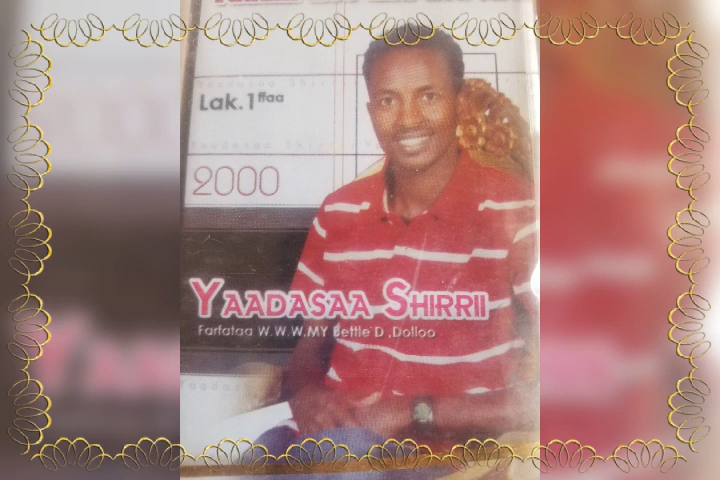 Lak.1ffaa
2000
YAADASAA SHIRRII
Farfataa W.W.W.MY Bettle D ,Dolloo